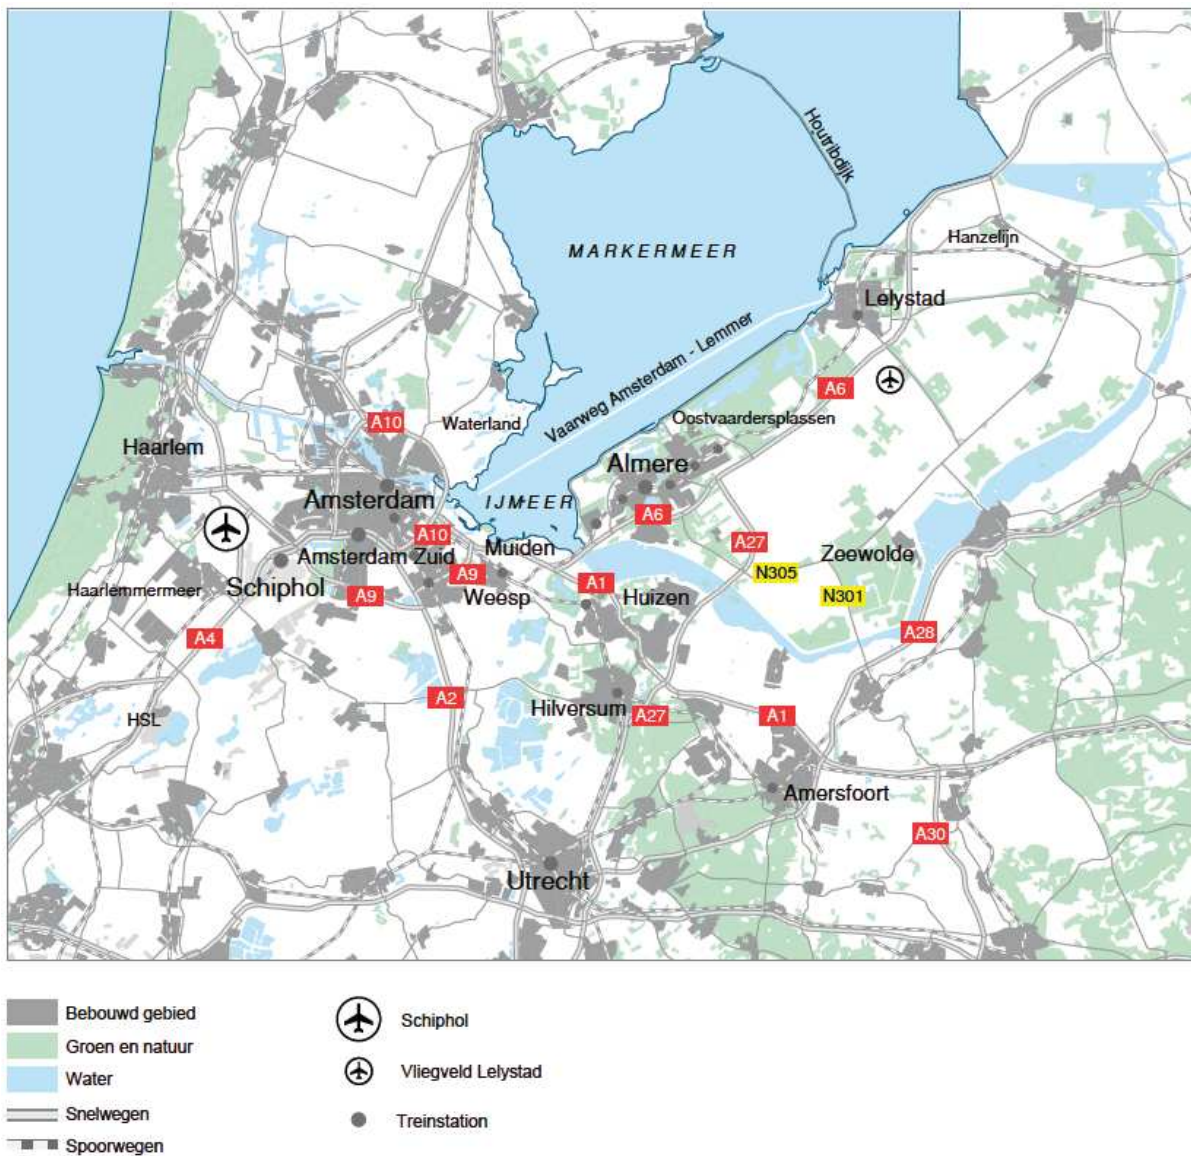 Houtribdijk
MARKERMEER
Hanzelijn
Lelystad
Vaarweg Amsterdam - Lemmer
A6
A10
Waterland
Oostvaardersplassen
Haarlem
Almere
Amsterdam
IJMEER
A6
A10
Muiden
A27
Zeewolde
Amsterdam Zuid
N305
Haarlemmermeer
Schiphol
A9
A9
Weesp
A1
Huizen
N301
A4
A28
A2
Hilversum
HSL
A27
A1
Amersfoort
A30
Utrecht
Bebouwd gebied
Groen en natuur
Water
Snelwegen
Spoorwegen
Schiphol
Vliegveld Lelystad
Treinstation